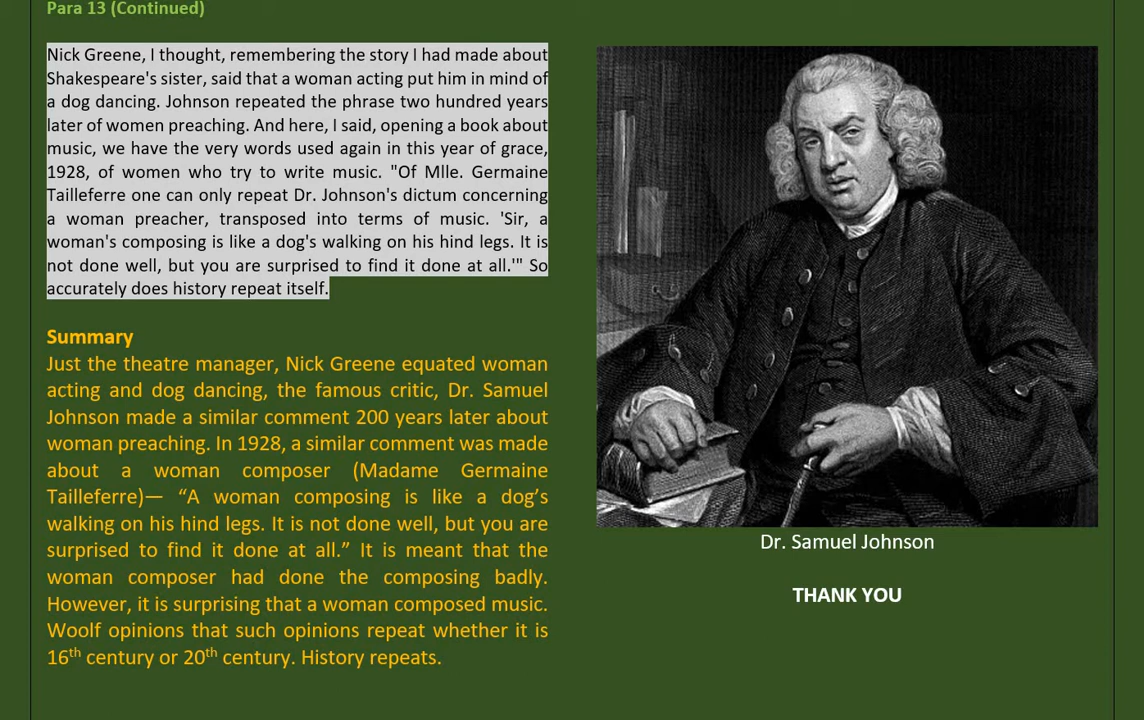 Para 13 (Continued)
Nick Greene, I thought, remembering the story I had made about
Shakespeare's sister, said that a woman acting put him in mind of
a dog dancing. Johnson repeated the phrase two hundred years
later of women preaching. And here, I said, opening a book about
music, we have the very words used again in this year of grace,
1928, of women who try to write music. "Of Mlle. Germaine
Tailleferre one can only repeat Dr. Johnson's dictum concerning
a woman preacher, transposed into terms of music. 'Sir, a
woman's composing is like a dog's walking on his hind legs. It is
not done well, but you are surprised to find it done at all.'" So
accurately does history repeat itself.
Summary
Just the theatre manager, Nick Greene equated woman
acting and dog dancing, the famous critic, Dr. Samuel
Johnson made a similar comment 200 years later about
woman preaching. In 1928, a similar comment was made
about a woman composer (Madame Germaine
Tailleferre)— “A woman composing is like a dog’s
walking on his hind legs. It is not done well, but you are
surprised to find it done at all.” It is meant that the
woman composer had done the composing badly.
However, it is surprising that a woman composed music.
Woolf opinions that such opinions repeat whether it is
16th century or 20th century. History repeats.
Dr. Samuel Johnson
THANK YOU